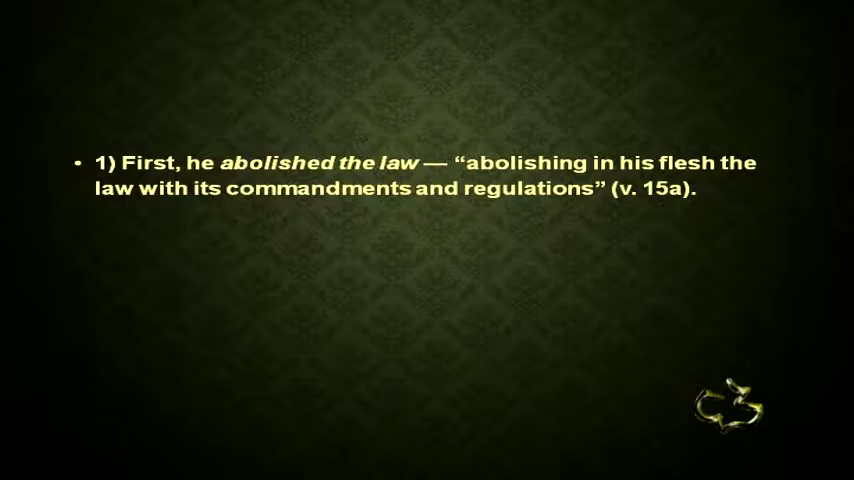 • 1) First, he abolished the law — “abolishing in his flesh the
law with its commandments and regulations” (v. 15a).